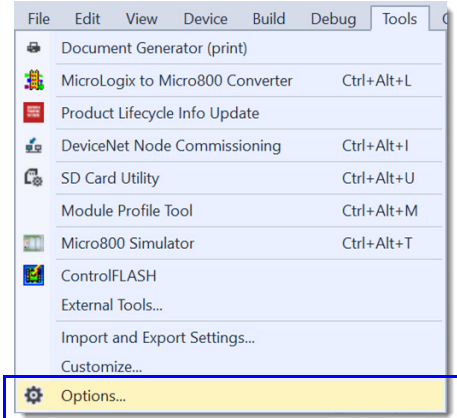 File Edit View Device Build Debug Tools
Document Generator (print)
MicroLogix to Micro800 Converter Ctrl+Alt+L
Product Lifecycle Info Update
DeviceNet Node Commissioning Ctrl+Alt+I
SD Card Utility Ctrl+Alt+U
Module Profile Tool Ctrl+Alt+M
Micro800 Simulator Ctrl+Alt+T
ControlFLASH
External Tools...
Import and Export Settings...
Customize...
Options...